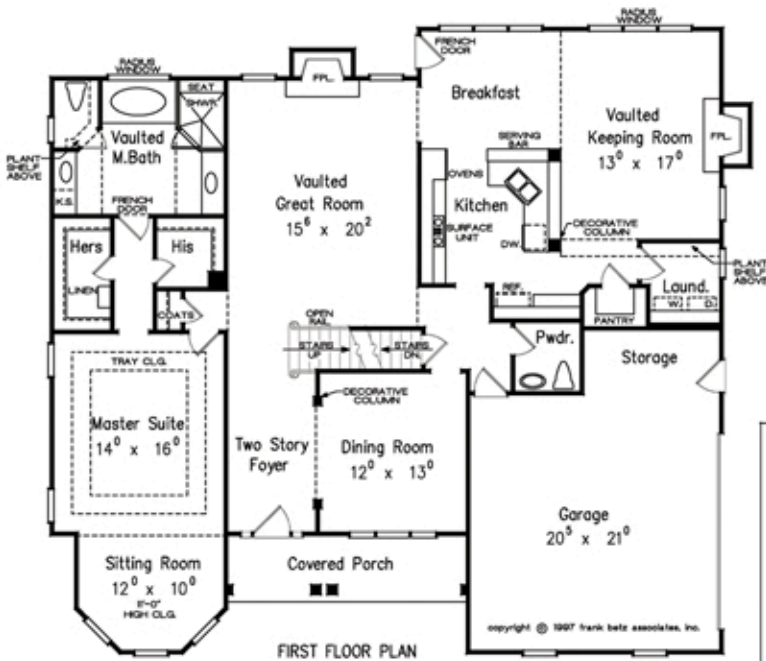 RADIUS
WINDOW
SEAT
SHWR.
Vaulted
M.Bath
PLANT
SHELF
ABOVE
K.S.
FRENCH
DOOR
Hers
His
LINEN
COATS
TRAY CLG.
Master Suite
14⁰ x 16⁰
Sitting Room
12⁰ x 10⁰
11'-0"
HIGH CLG.
FPL.
Vaulted
Great Room
15⁶ x 20²
OPEN
RAIL
STAIRS
UP
STAIRS
DN.
DECORATIVE
COLUMN
Two Story
Foyer
Dining Room
12⁰ x 13⁰
Covered Porch
FRENCH
DOOR
Breakfast
SERVING
BAR
OVENS
Kitchen
SURFACE
UNIT
D.W.
REF.
RADIUS
WINDOW
Vaulted
Keeping Room
13⁰ x 17⁰
FPL.
DECORATIVE
COLUMN
PLANT
SHELF
ABOVE
Laund.
W.
D.
PANTRY
Pwdr.
Storage
Garage
20⁵ x 21⁰
copyright © 1997 frank betz associates, inc.
FIRST FLOOR PLAN